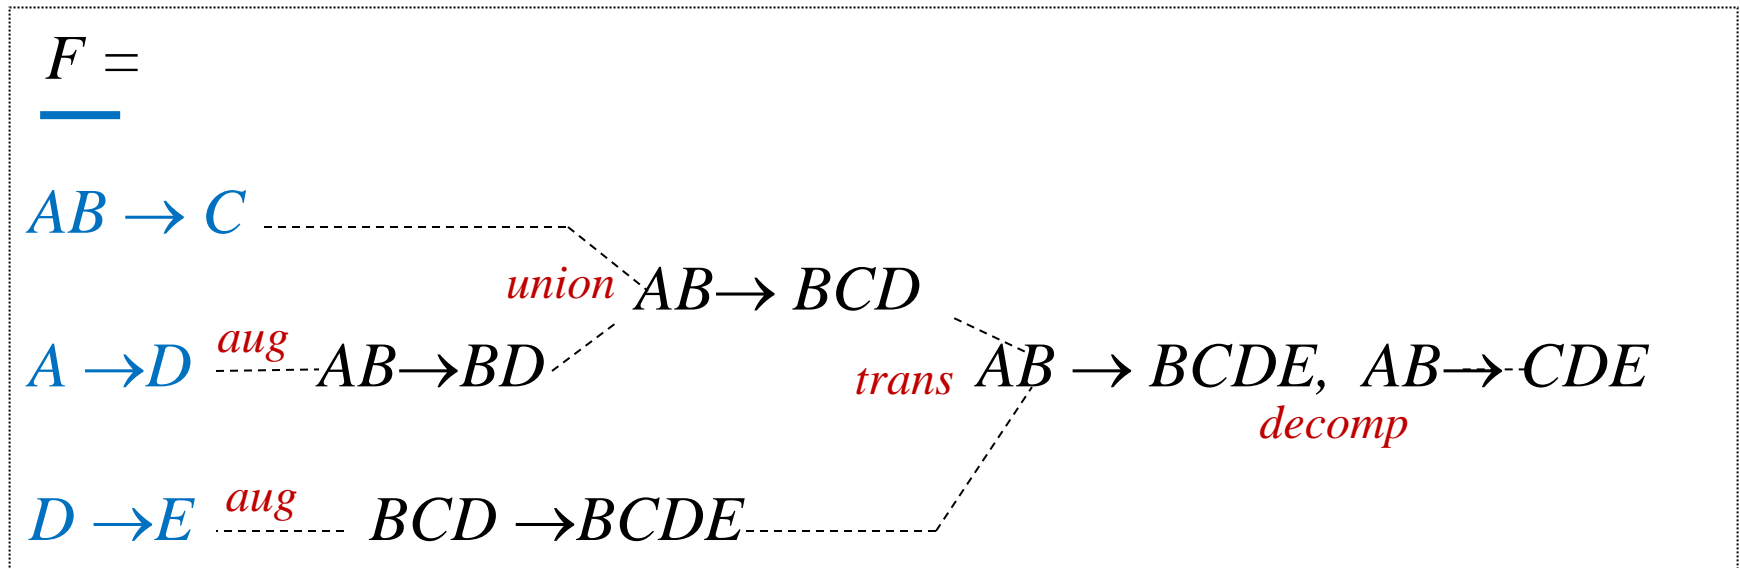 F =
AB → C
union AB→ BCD
A →D aug AB→BD
trans AB → BCDE, AB→CDE
decomp
D →E aug BCD →BCDE